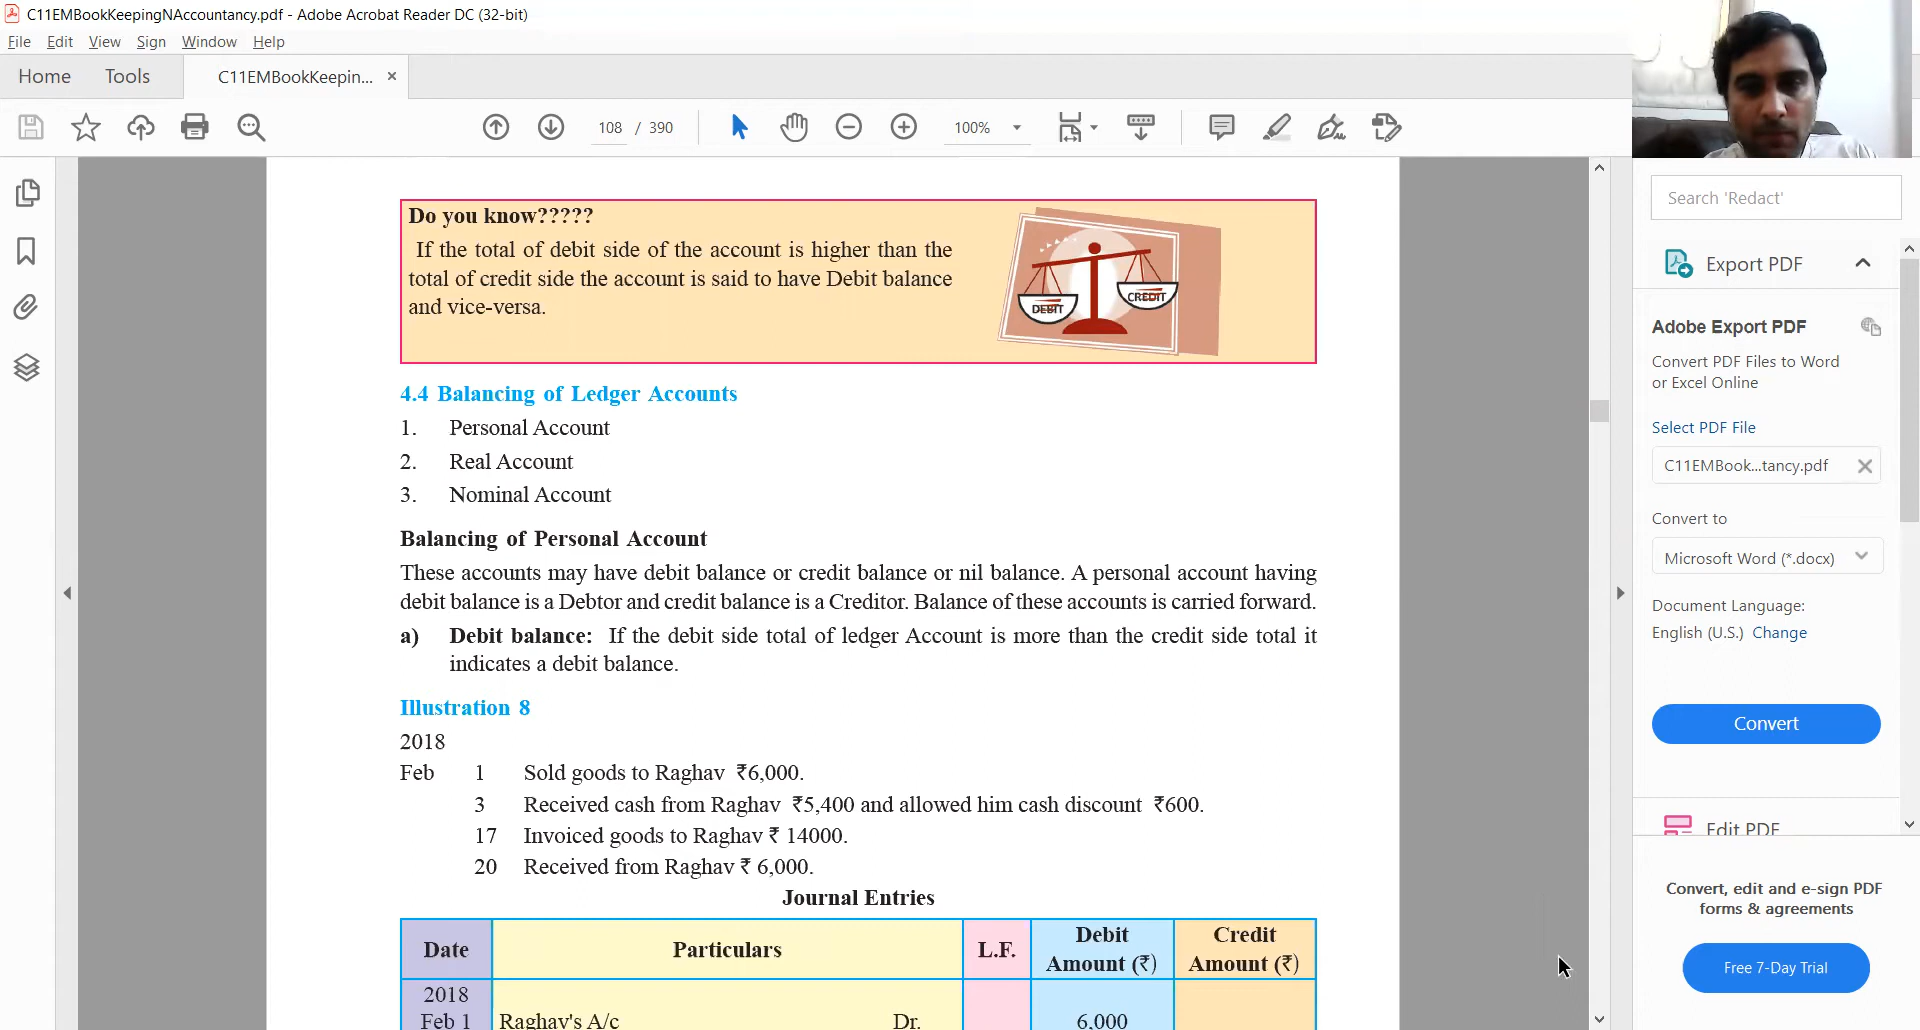 C11EMBookKeepingNAccountancy.pdf - Adobe Acrobat Reader DC (32-bit)
File Edit View Sign Window Help
Home Tools C11EMBookKeepin... ×
108 / 390 100%
Search 'Redact'
Export PDF
Adobe Export PDF
Convert PDF Files to Word
or Excel Online
Select PDF File
C11EMBook...tancy.pdf
Convert to
Microsoft Word (*.docx)
Document Language:
English (U.S.) Change
Convert
Edit PDF
Convert, edit and e-sign PDF
forms & agreements
Free 7-Day Trial
Do you know?????
If the total of debit side of the account is higher than the
total of credit side the account is said to have Debit balance
and vice-versa.
DEBIT CREDIT
4.4 Balancing of Ledger Accounts
1. Personal Account
2. Real Account
3. Nominal Account
Balancing of Personal Account
These accounts may have debit balance or credit balance or nil balance. A personal account having
debit balance is a Debtor and credit balance is a Creditor. Balance of these accounts is carried forward.
a) Debit balance: If the debit side total of ledger Account is more than the credit side total it
indicates a debit balance.
Illustration 8
2018
Feb 1 Sold goods to Raghav ₹6,000.
3 Received cash from Raghav ₹5,400 and allowed him cash discount ₹600.
17 Invoiced goods to Raghav ₹ 14000.
20 Received from Raghav ₹ 6,000.
Journal Entries
Date Particulars L.F. Debit Amount (₹) Credit Amount (₹)
2018
Feb 1 Raghav's A/c Dr. 6,000